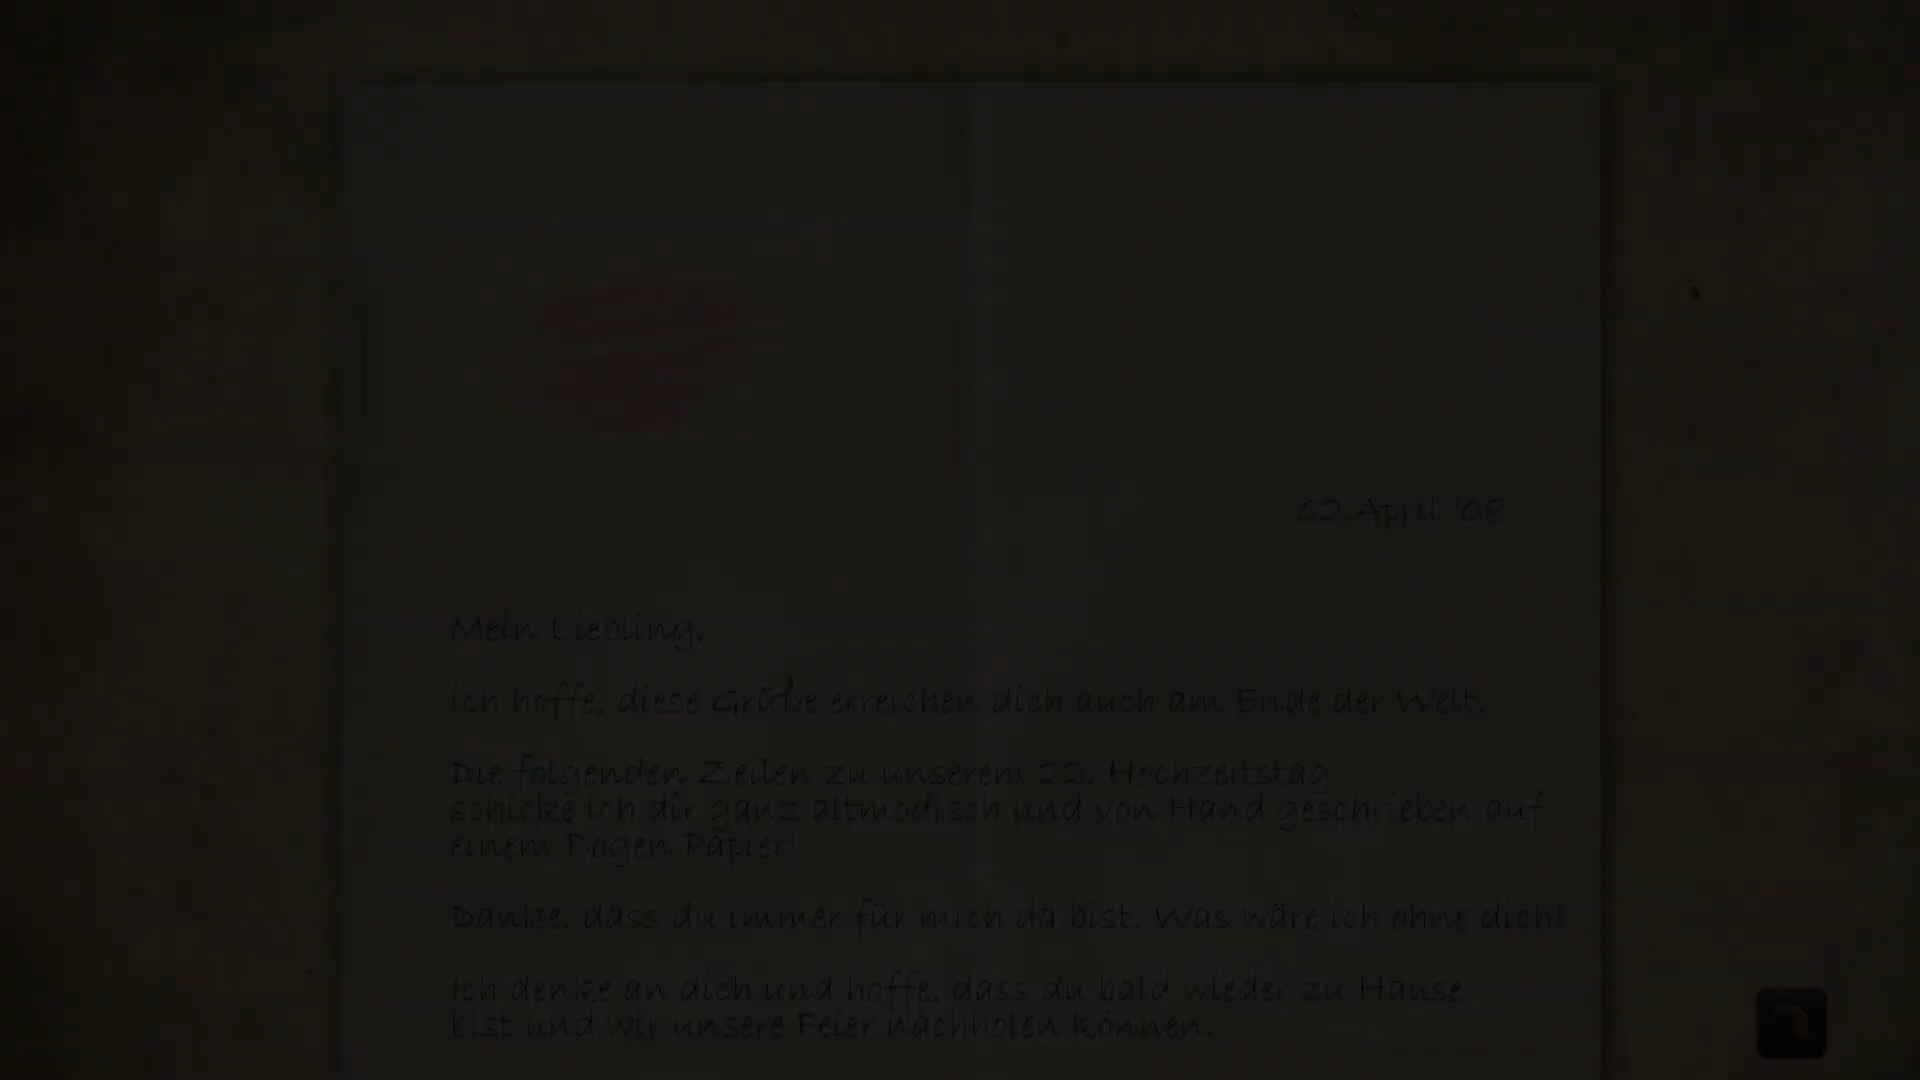 02.April '08
Mein Liebling,
ich hoffe, diese Grüße erreichen dich auch am Ende der Welt.
Die folgenden Zeilen zu unserem 22. Hochzeitstag
schicke ich dir ganz altmodisch und von Hand geschrieben auf
einem Bogen Papier!
Danke, dass du immer für mich da bist. Was wäre ich ohne dich!
Ich denke an dich und hoffe, dass du bald wieder zu Hause
bist und wir unsere Feier nachholen können.